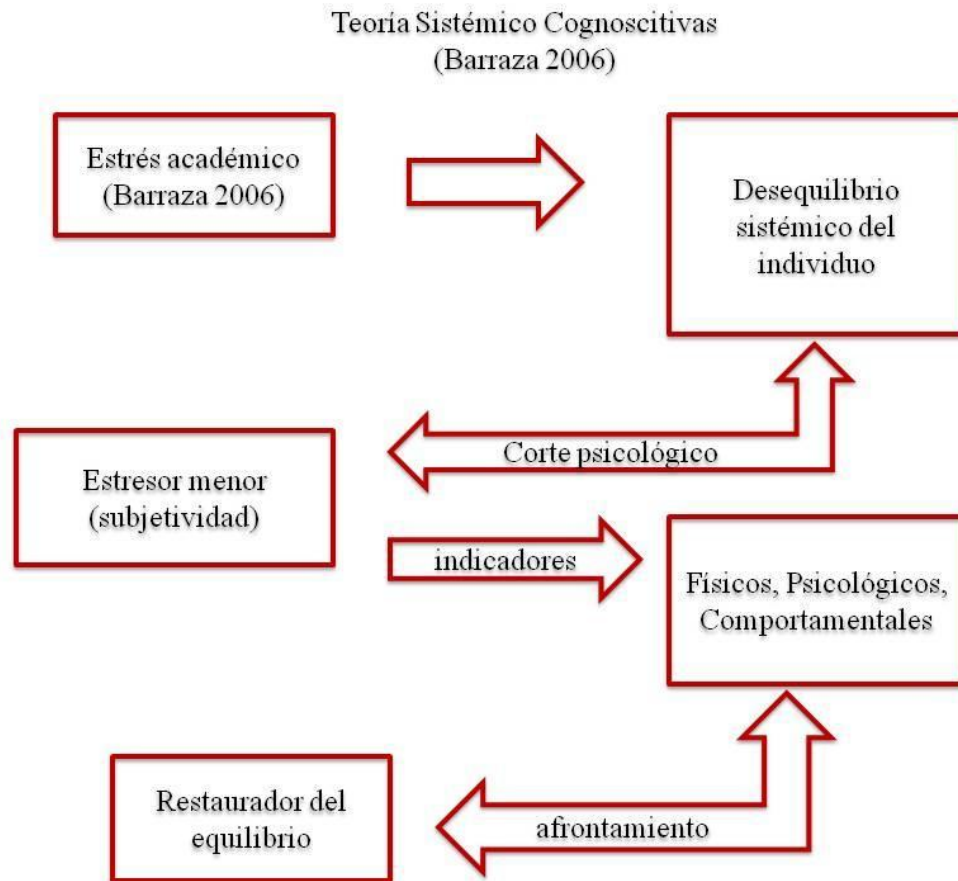 Teoría Sistémico Cognoscitivas
(Barraza 2006)
Estrés académico
(Barraza 2006)
Desequilibrio
sistémico del
individuo
Corte psicológico
Estresor menor
(subjetividad)
indicadores
Físicos, Psicológicos,
Comportamentales
Restaurador del
equilibrio
afrontamiento